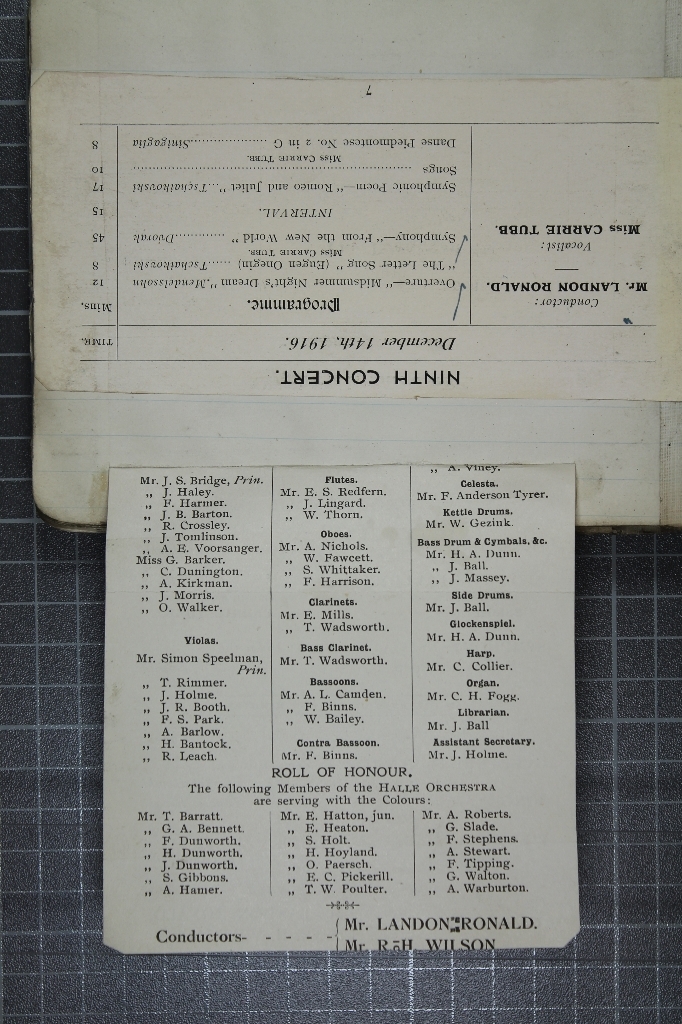 NINTH CONCERT.
TIME.
December 14th, 1916.
Mins.
Programme.
12
Overture—" Midsummer Night's Dream ".Mendelssohn
8
" The Letter Song " (Eugen Onegin) ......Tschaikovski
Miss CARRIE TUBB.
45
Symphony—" From the New World " ............Dvorak
15
INTERVAL.
17
Symphonic Poem—" Romeo and Juliet "...Tschaikovski
10
Songs
Miss CARRIE TUBB.
8
Danse Piedmontese No. 2 in G ....................Sinigaglia
Conductor:
Mr. LANDON RONALD.
Vocalist:
Miss CARRIE TUBB.
7
Mr. J. S. Bridge, Prin.
,, J. Haley.
,, F. Harmer.
,, J. B. Barton.
,, R. Crossley.
,, J. Tomlinson.
,, A. E. Voorsanger.
Miss G. Barker.
,, C. Dunington.
,, A. Kirkman.
,, J. Morris.
,, O. Walker.
Violas.
Mr. Simon Speelman,
Prin.
,, T. Rimmer.
,, J. Holme.
,, J. R. Booth.
,, F. S. Park.
,, A. Barlow.
,, H. Bantock.
,, R. Leach.
Flutes.
Mr. E. S. Redfern.
,, J. Lingard.
,, W. Thorn.
Oboes.
Mr. A. Nichols.
,, W. Fawcett.
,, S. Whittaker.
,, F. Harrison.
Clarinets.
Mr. E. Mills.
,, T. Wadsworth.
Bass Clarinet.
Mr. T. Wadsworth.
Bassoons.
Mr. A. L. Camden.
,, F. Binns.
,, W. Bailey.
Contra Bassoon.
Mr. F. Binns.
,, A. Viney.
Celesta.
Mr. F. Anderson Tyrer.
Kettle Drums.
Mr. W. Gezink.
Bass Drum & Cymbals, &c.
Mr. H. A. Dunn.
,, J. Ball.
,, J. Massey.
Side Drums.
Mr. J. Ball.
Glockenspiel.
Mr. H. A. Dunn.
Harp.
Mr. C. Collier.
Organ.
Mr. C. H. Fogg.
Librarian.
Mr. J. Ball
Assistant Secretary.
Mr. J. Holme.
ROLL OF HONOUR.
The following Members of the HALLE ORCHESTRA
are serving with the Colours:
Mr. T. Barratt.
,, G. A. Bennett.
,, F. Dunworth.
,, H. Dunworth.
,, J. Dunworth.
,, S. Gibbons.
,, A. Hamer.
Mr. E. Hatton, jun.
,, E. Heaton.
,, S. Holt.
,, H. Hoyland.
,, O. Paersch.
,, E. C. Pickerill.
,, T. W. Poulter.
Mr. A. Roberts.
,, G. Slade.
,, F. Stephens.
,, A. Stewart.
,, F. Tipping.
,, G. Walton.
,, A. Warburton.
Conductors- - - - -
Mr. LANDON RONALD.
Mr. R. H. WILSON